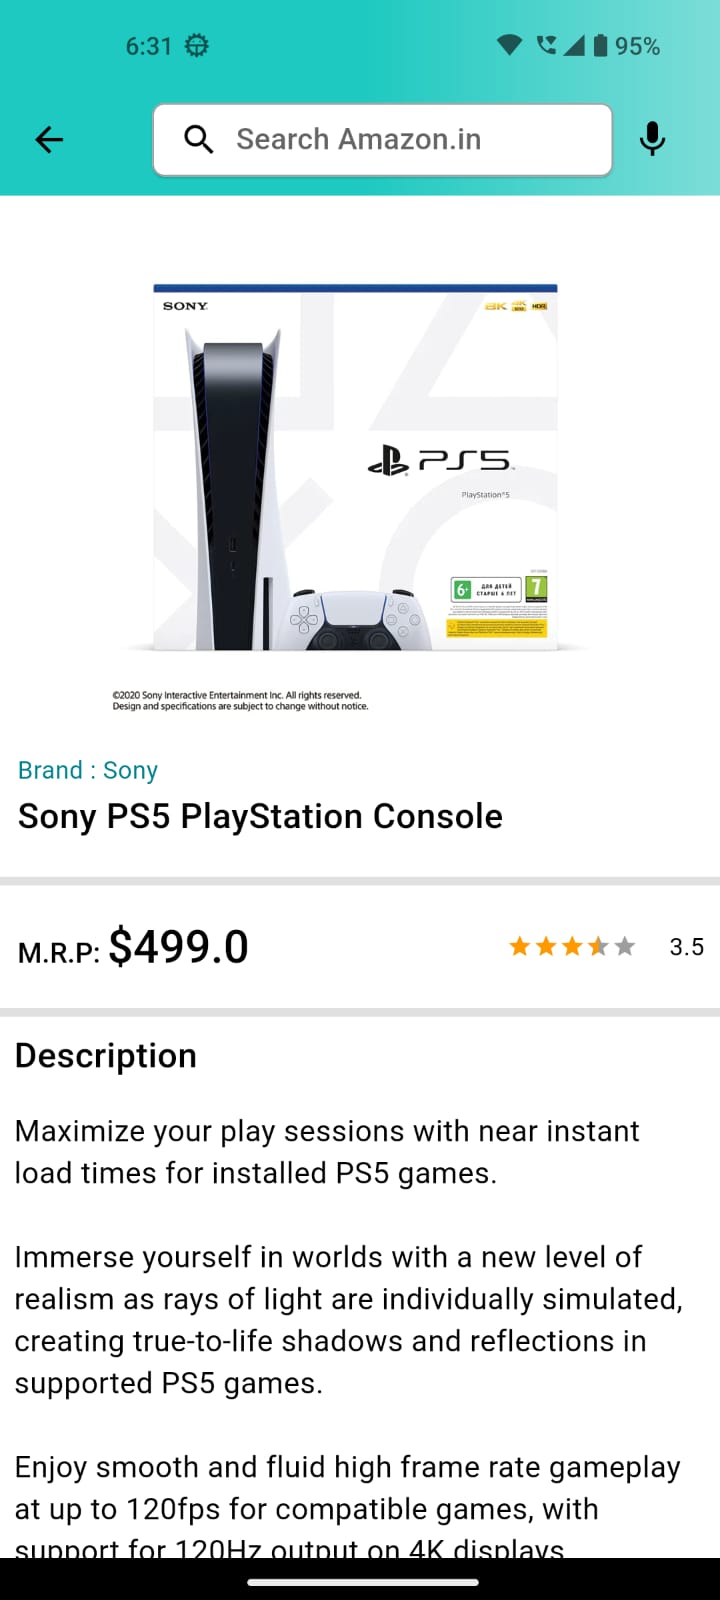 6:31
95%
Search Amazon.in
SONY
8K 4K HDR
PS5
PlayStation®5
6+ ДЛЯ ДЕТЕЙ
СТАРШЕ 6 ЛЕТ
7
©2020 Sony Interactive Entertainment Inc. All rights reserved.
Design and specifications are subject to change without notice.
Brand : Sony
Sony PS5 PlayStation Console
M.R.P: $499.0
3.5
Description
Maximize your play sessions with near instant
load times for installed PS5 games.
Immerse yourself in worlds with a new level of
realism as rays of light are individually simulated,
creating true-to-life shadows and reflections in
supported PS5 games.
Enjoy smooth and fluid high frame rate gameplay
at up to 120fps for compatible games, with
support for 120Hz output on 4K displays